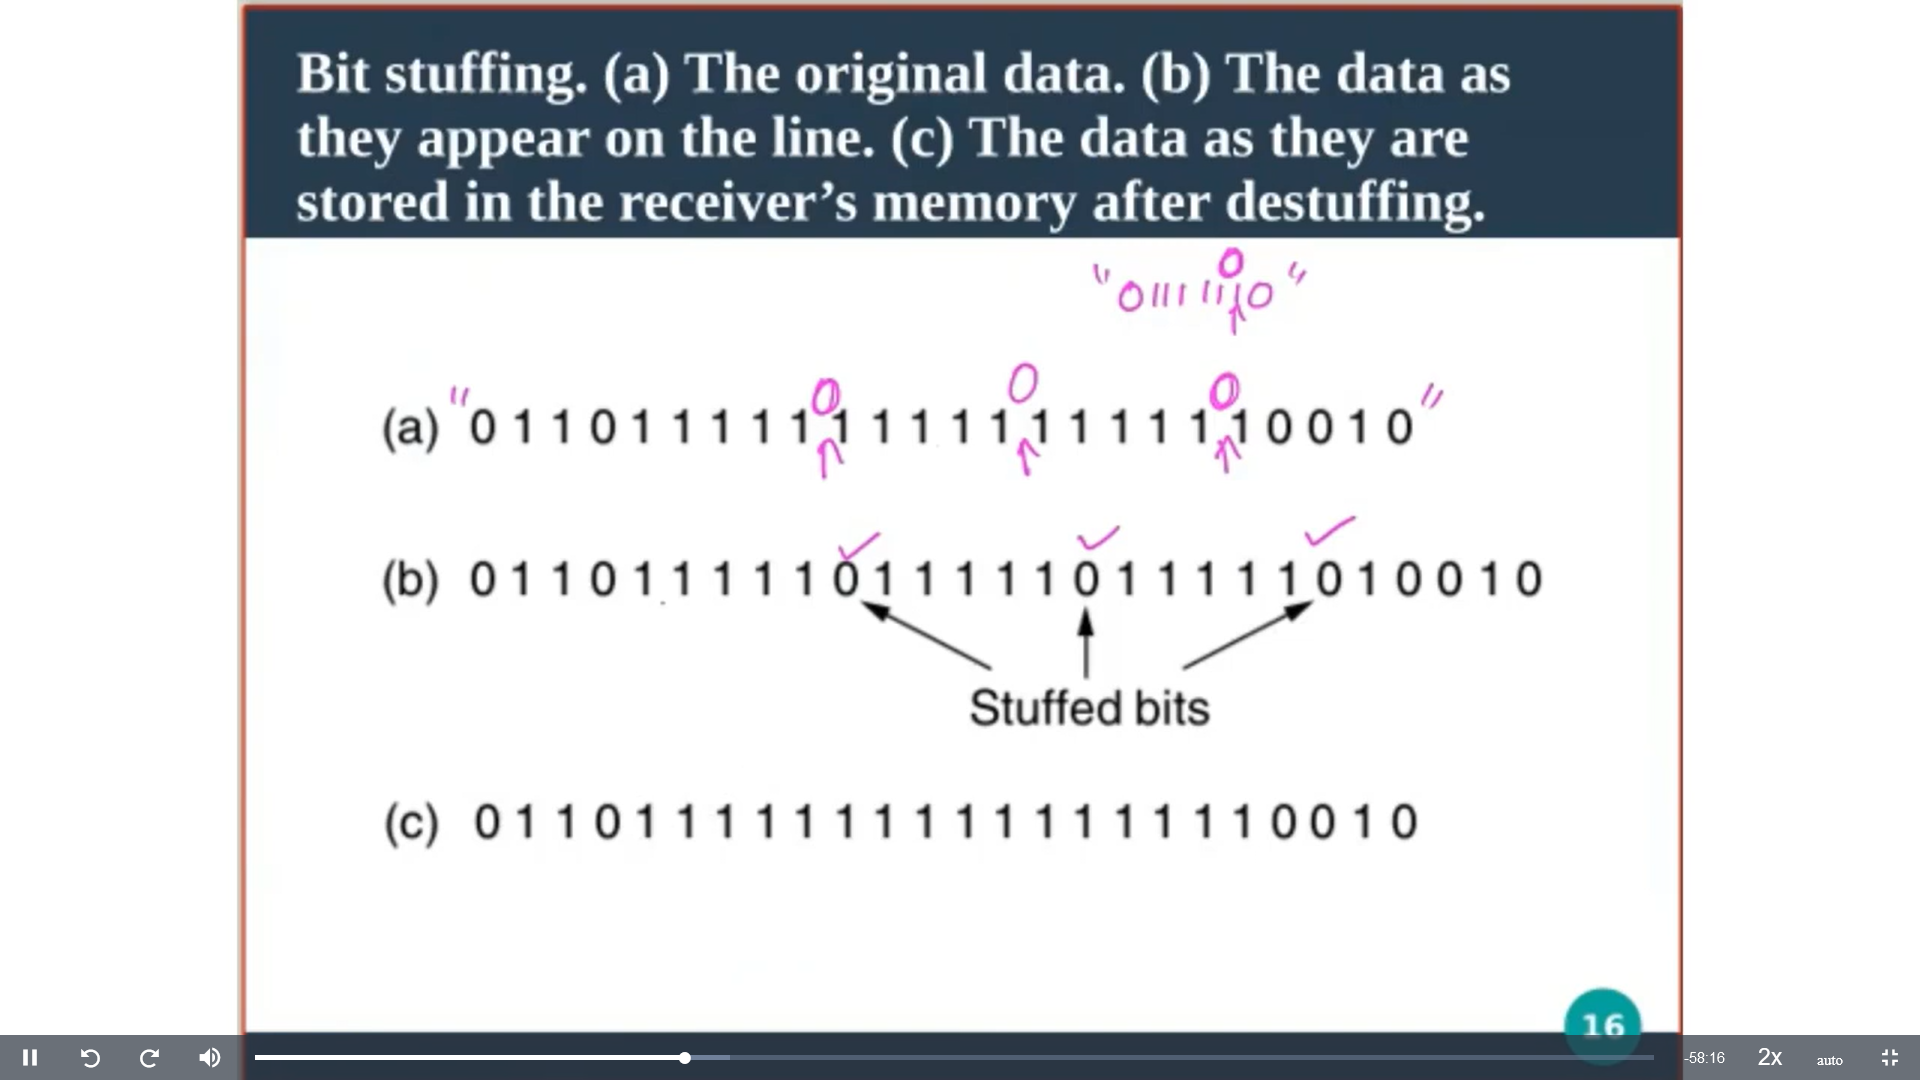 Bit stuffing. (a) The original data. (b) The data as
they appear on the line. (c) The data as they are
stored in the receiver’s memory after destuffing.
0
"01111110"
0 0 0
(a) "0 1 1 0 1 1 1 1 1 1 1 1 1 1 1 1 1 1 1 1 0 0 1 0"
(b) 0 1 1 0 1 1 1 1 1 0 1 1 1 1 1 0 1 1 1 1 1 0 1 0 0 1 0
Stuffed bits
(c) 0 1 1 0 1 1 1 1 1 1 1 1 1 1 1 1 1 1 1 1 0 0 1 0
16
-58:16 2x auto